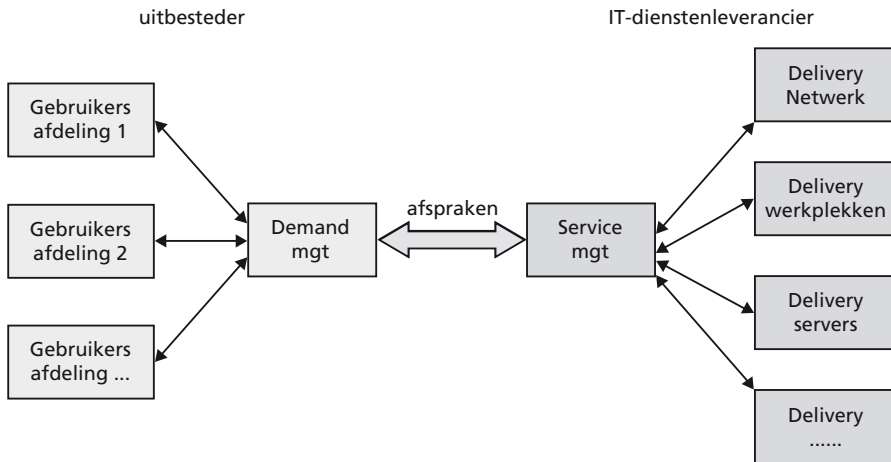 uitbesteder
IT-dienstenleverancier
Gebruikers
afdeling 1
Gebruikers
afdeling 2
Gebruikers
afdeling ...
Demand
mgt
afspraken
Service
mgt
Delivery
Netwerk
Delivery
werkplekken
Delivery
servers
Delivery
......